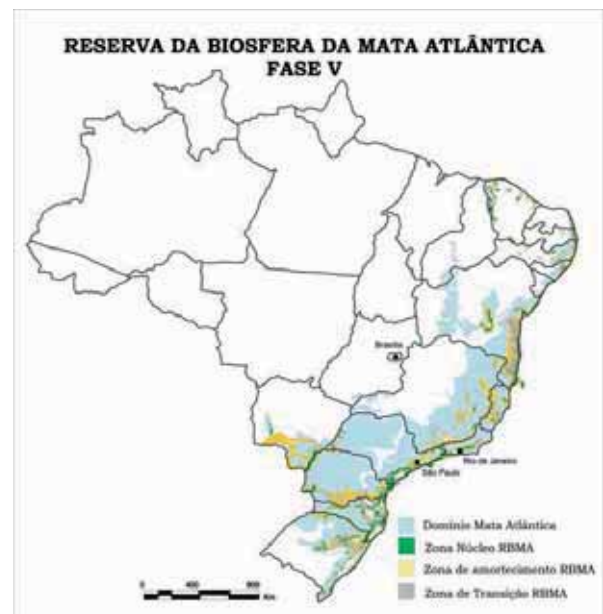 RESERVA DA BIOSFERA DA MATA ATLÂNTICA
FASE V
Brasília
Rio de Janeiro
São Paulo
Domínio Mata Atlântica
Zona Núcleo RBMA
Zona de amortecimento RBMA
Zona de Transição RBMA
0 400 800
Km